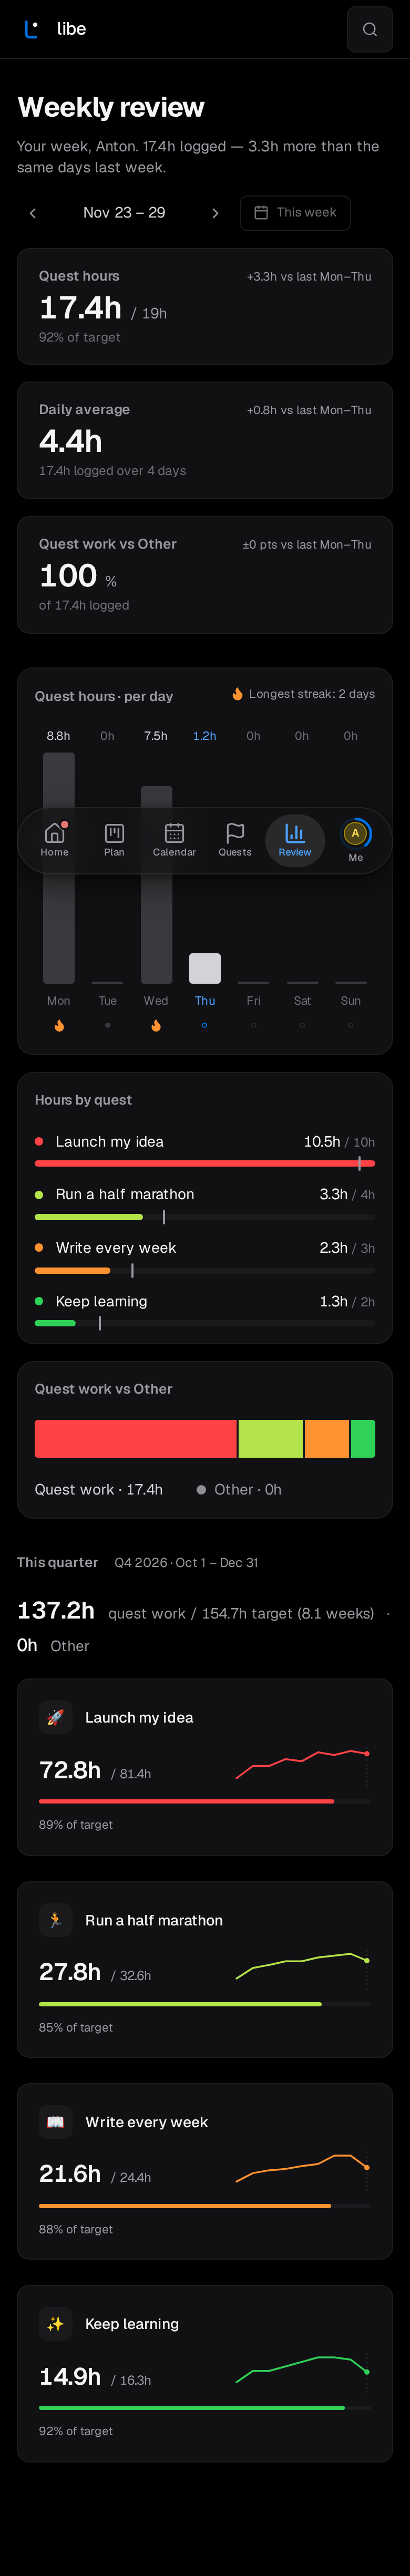 libe
Weekly review
Your week, Anton. 17.4h logged — 3.3h more than the
same days last week.
Nov 23 – 29
This week
Quest hours
+3.3h vs last Mon–Thu
17.4h / 19h
92% of target
Daily average
+0.8h vs last Mon–Thu
4.4h
17.4h logged over 4 days
Quest work vs Other
±0 pts vs last Mon–Thu
100 %
of 17.4h logged
Quest hours · per day
🔥 Longest streak: 2 days
8.8h 0h 7.5h 1.2h 0h 0h 0h
Home Plan Calendar Quests Review Me
A
Mon Tue Wed Thu Fri Sat Sun
Hours by quest
Launch my idea 10.5h / 10h
Run a half marathon 3.3h / 4h
Write every week 2.3h / 3h
Keep learning 1.3h / 2h
Quest work vs Other
Quest work · 17.4h Other · 0h
This quarter Q4 2026 · Oct 1 – Dec 31
137.2h quest work / 154.7h target (8.1 weeks) ·
0h Other
Launch my idea
72.8h / 81.4h
89% of target
Run a half marathon
27.8h / 32.6h
85% of target
Write every week
21.6h / 24.4h
88% of target
Keep learning
14.9h / 16.3h
92% of target